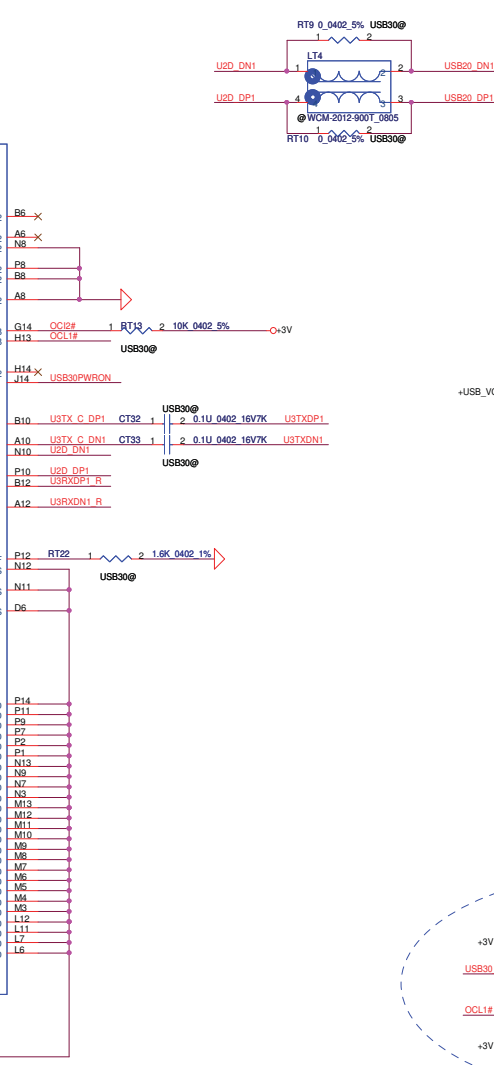 RT9 0_0402_5% USB30@
1 2
LT4
U2D_DN1 1 2 2 USB20_DN1
U2D_DP1 4 3 3 USB20_DP1
@ WCM-2012-900T_0805
1 2
RT10 0_0402_5% USB30@
B6
A6
N8
P8
B8
A8
G14 OCI2# 1 RT13 2 10K_0402_5% +3V
H13 OCL1#
USB30@
H14
J14 USB30PWRON
+USB_VC
USB30@
B10 U3TX_C_DP1 CT32 1 2 0.1U_0402_16V7K U3TXDP1
A10 U3TX_C_DN1 CT33 1 2 0.1U_0402_16V7K U3TXDN1
N10 U2D_DN1
USB30@
P10 U2D_DP1
B12 U3RXDP1_R
A12 U3RXDN1_R
P12 RT22 1 2 1.6K_0402_1%
N12
USB30@
N11
D6
P14
P11
P9
P7
P2
P1
N13
N9
N7
N3
M13
M12
M11
M10
M9
M8
M7
M6
M5
M4
M3
L12
L11
L7
L6
+3V
USB30
OCL1#
+3V